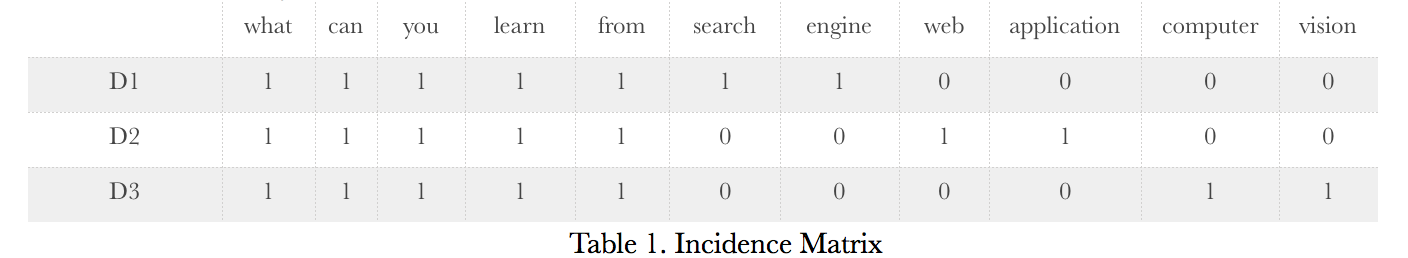 what can you learn from search engine web application computer vision
D1 1 1 1 1 1 1 1 0 0 0 0
D2 1 1 1 1 1 0 0 1 1 0 0
D3 1 1 1 1 1 0 0 0 0 1 1
Table 1. Incidence Matrix